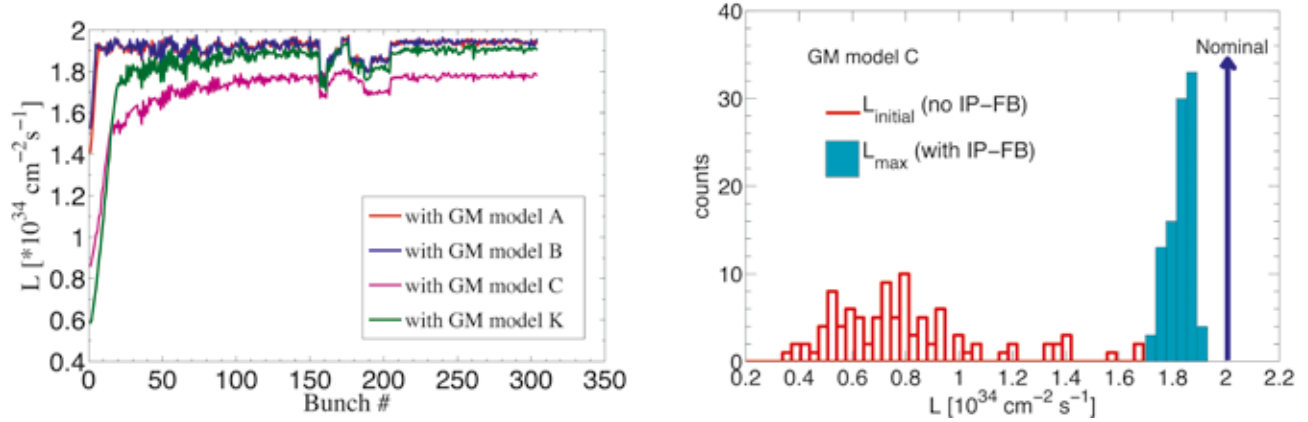 2
1.8
1.6
1.4
1.2
1
0.8
0.6
0.4
L [*10^34 cm^−2 s^−1]
with GM model A
with GM model B
with GM model C
with GM model K
0 50 100 150 200 250 300 350
Bunch #
40
30
20
10
0
counts
GM model C
Nominal
L_initial (no IP−FB)
L_max (with IP−FB)
0.2 0.4 0.6 0.8 1 1.2 1.4 1.6 1.8 2 2.2
L [10^34 cm^−2 s^−1]